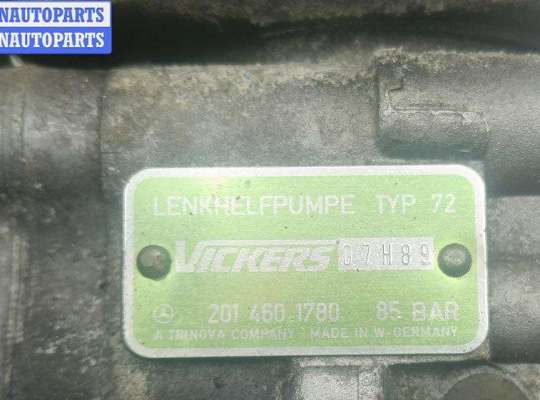 NAUTOPARTS
NAUTOPARTS
LENKHELFPUMPE TYP 72
VICKERS 07H89
201 460 1780 85 BAR
A TRINOVA COMPANY MADE IN W-GERMANY